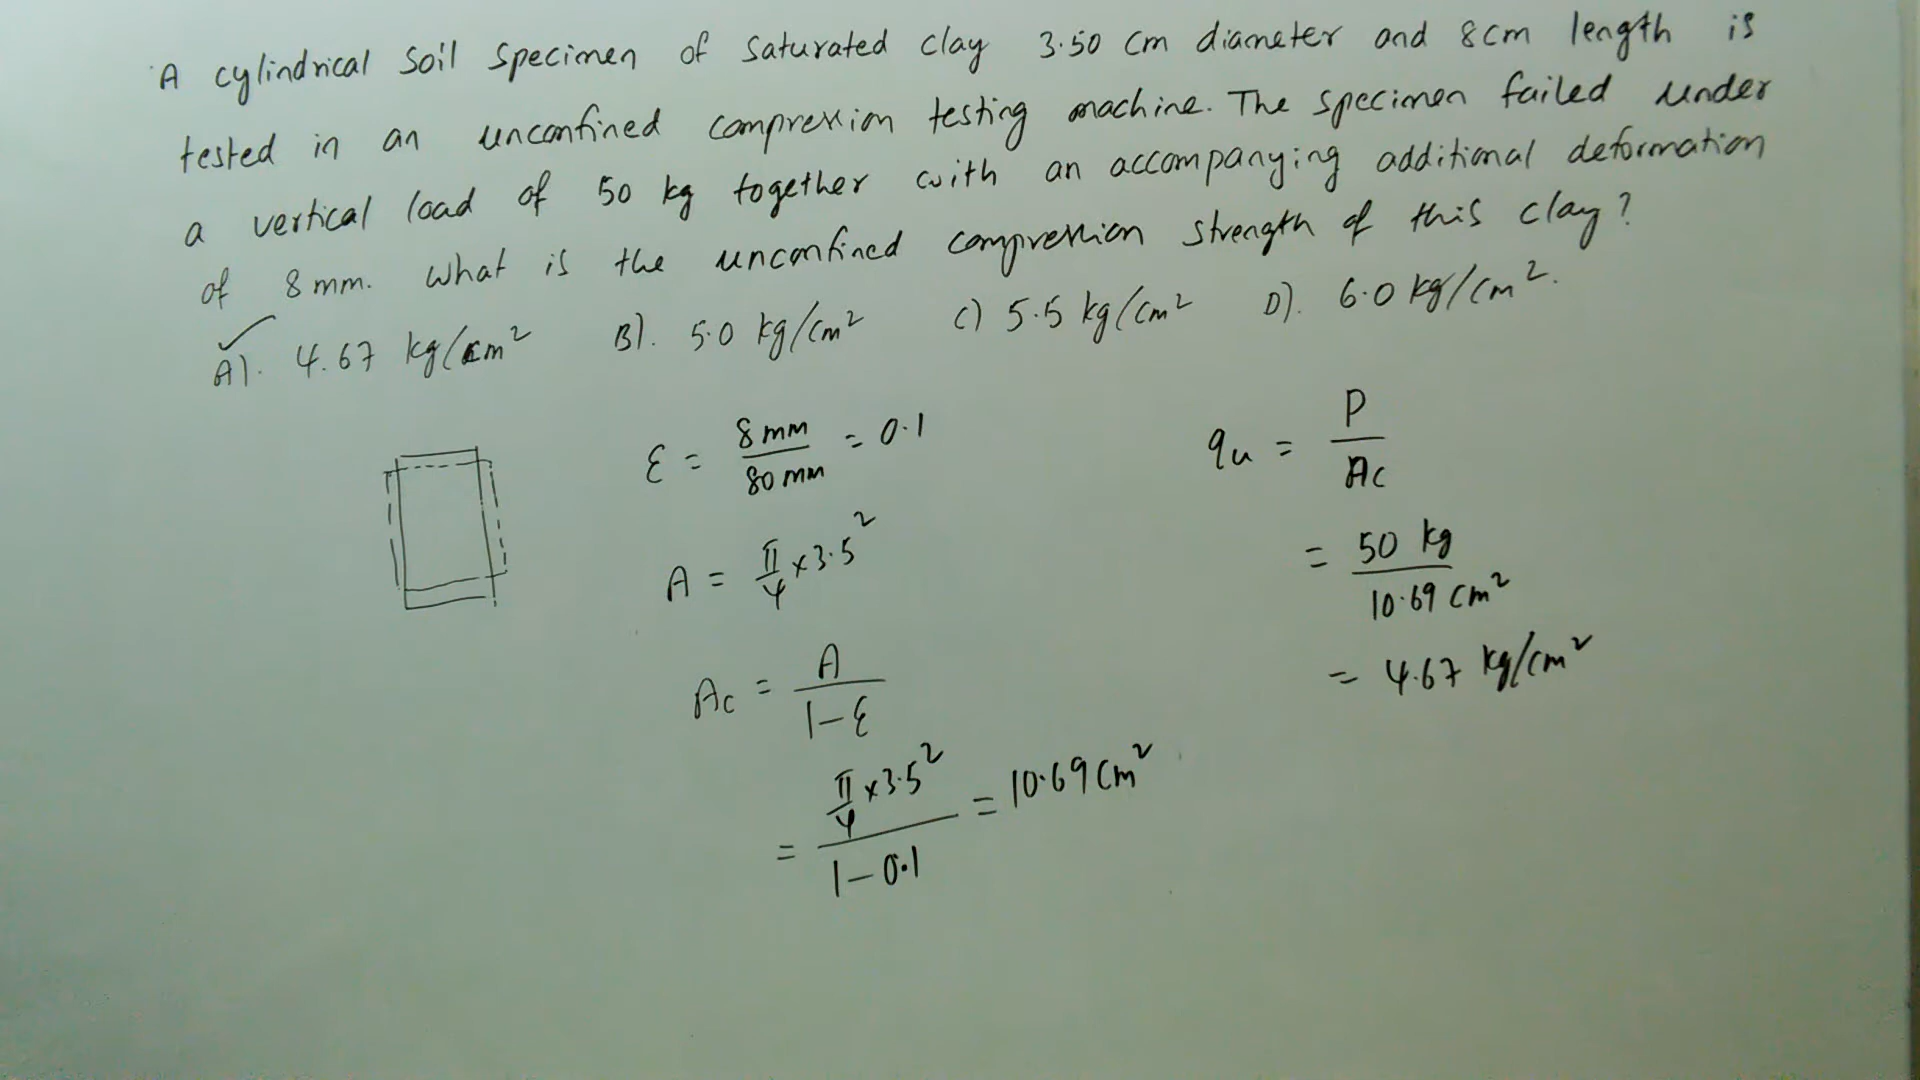 A cylindrical soil specimen of saturated clay 3.50 cm diameter and 8cm length is
tested in an unconfined compression testing machine. The specimen failed under
a vertical load of 50 kg together with an accompanying additional deformation
of 8 mm. What is the unconfined compression strength of this clay?
✓
A). 4.67 kg/cm² B). 5.0 kg/cm² C) 5.5 kg/cm² D). 6.0 kg/cm².
ε = 8 mm / 80 mm = 0.1
A = π/4 × 3.5²
Ac = A / 1-ε
= π/4 × 3.5² / 1-0.1 = 10.69 cm²
qu = P / Ac
= 50 kg / 10.69 cm²
= 4.67 kg/cm²